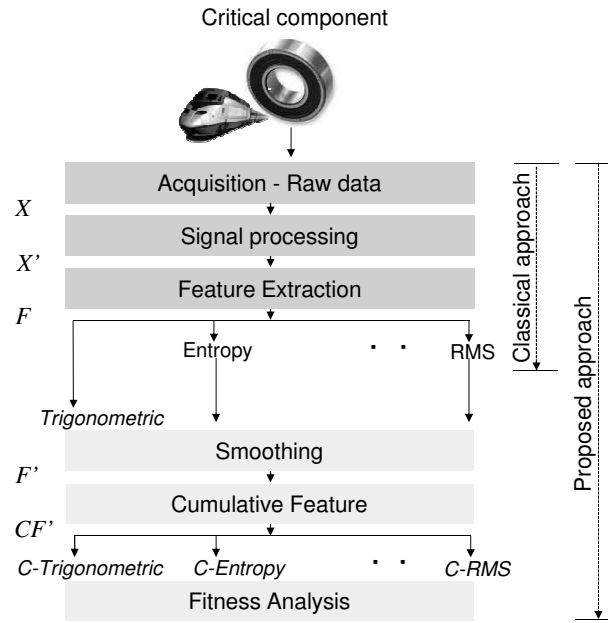 Critical component
Acquisition - Raw data
X
Signal processing
X'
Feature Extraction
F
Entropy
. .
RMS
Trigonometric
Smoothing
F'
Cumulative Feature
CF'
C-Trigonometric
C-Entropy
. .
C-RMS
Fitness Analysis
Classical approach
Proposed approach